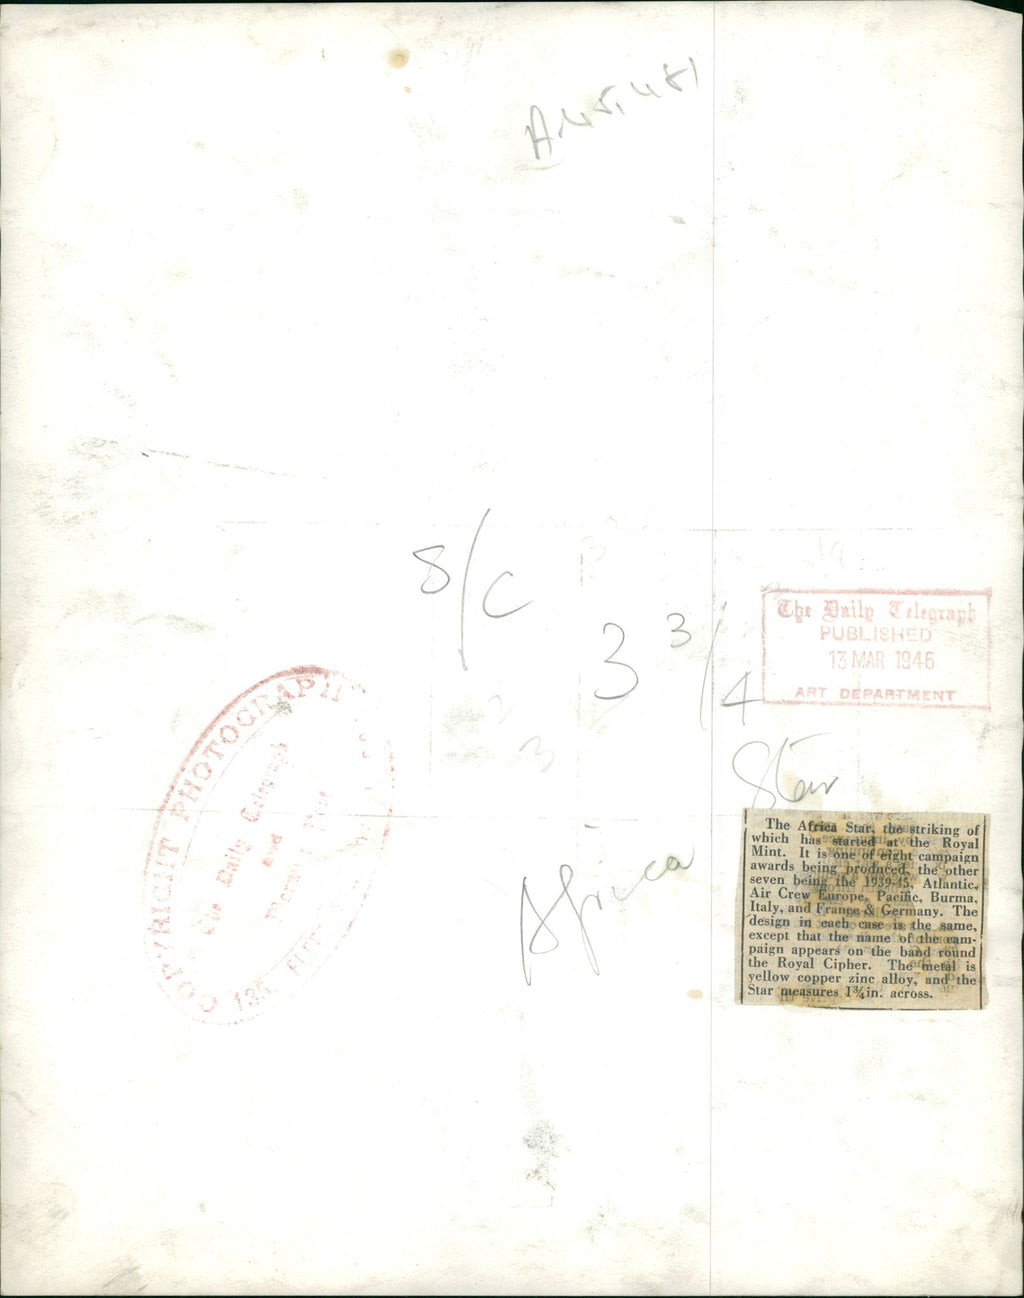 S/C
3 3/4
The Daily Telegraph
PUBLISHED
13 MAR 1946
ART DEPARTMENT
COPYRIGHT PHOTOGRAPH
The Daily Telegraph
and
Morning Post
135, FLEET
Africa Star
The Africa Star, the striking of
which has started at the Royal
Mint. It is one of eight campaign
awards being produced, the other
seven being the 1939-45, Atlantic,
Air Crew Europe, Pacific, Burma,
Italy, and France & Germany. The
design in each case is the same,
except that the name of the cam-
paign appears on the band round
the Royal Cipher. The metal is
yellow copper zinc alloy, and the
Star measures 1¾in. across.